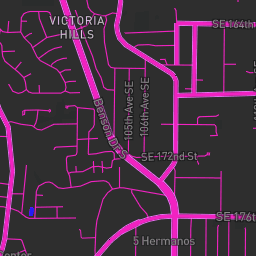 VICTORIA
HILLS
SE 164th
Benson Dr S
105th Ave SE
106th Ave SE
SE 172nd St
SE 176th
5 Hermanos